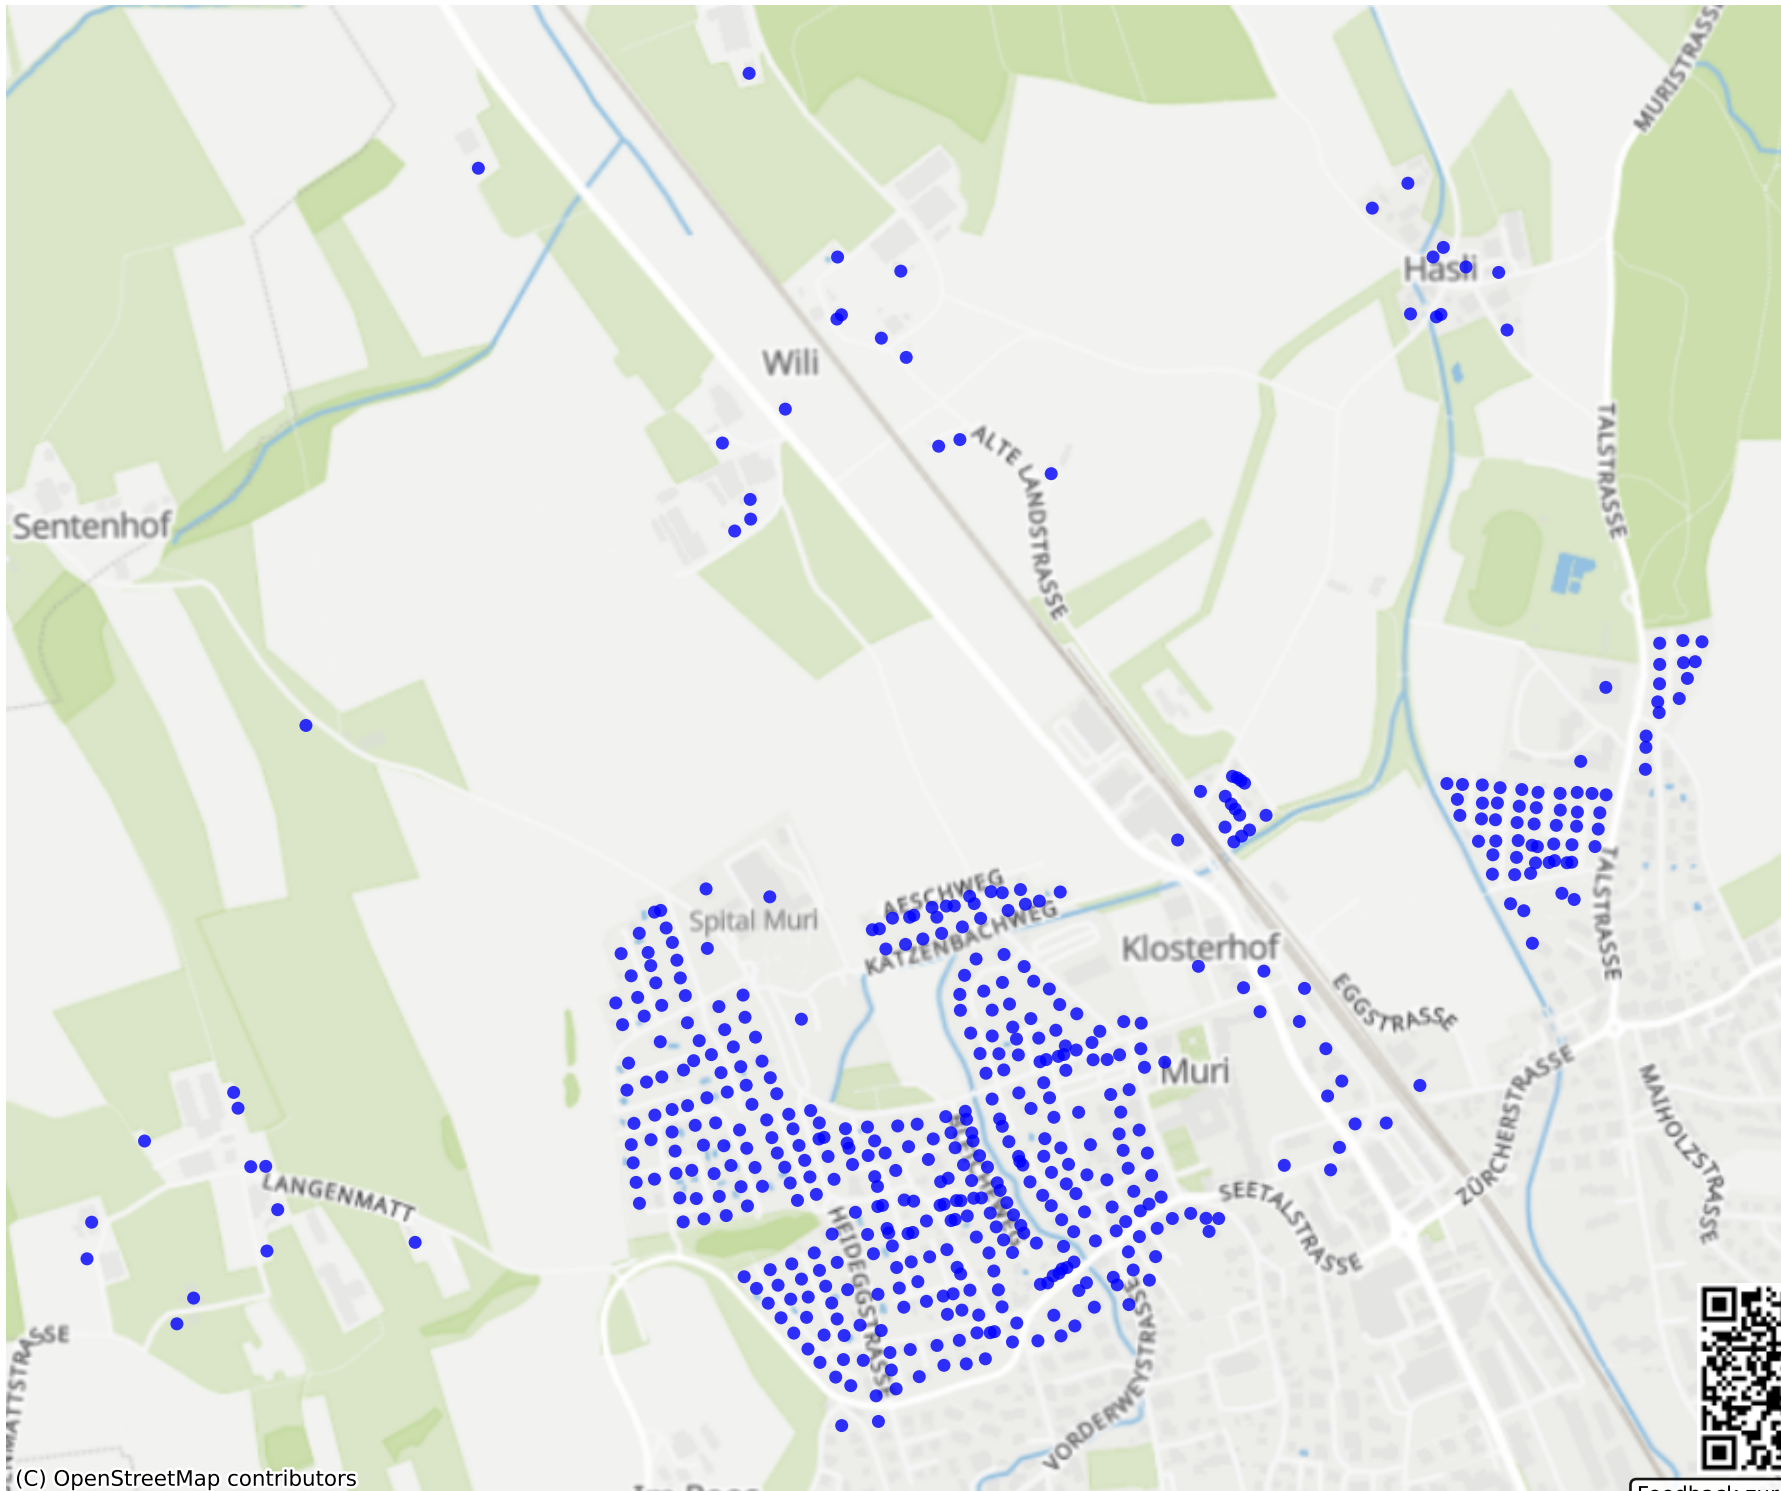 MURISTRASSE
Hasli
Wili
ALTE LANDSTRASSE
TALSTRASSE
Sentenhof
AESCHWEG
Spital Muri
KATZENBACHWEG
Klosterhof
TALSTRASSE
EGGSTRASSE
Muri
ZÜRCHERSTRASSE
MAIHOLZSTRASSE
LANGENMATT
SEETALSTRASSE
HEIDEGGSTRASSE
VORDERWEYSTRASSE
(C) OpenStreetMap contributors